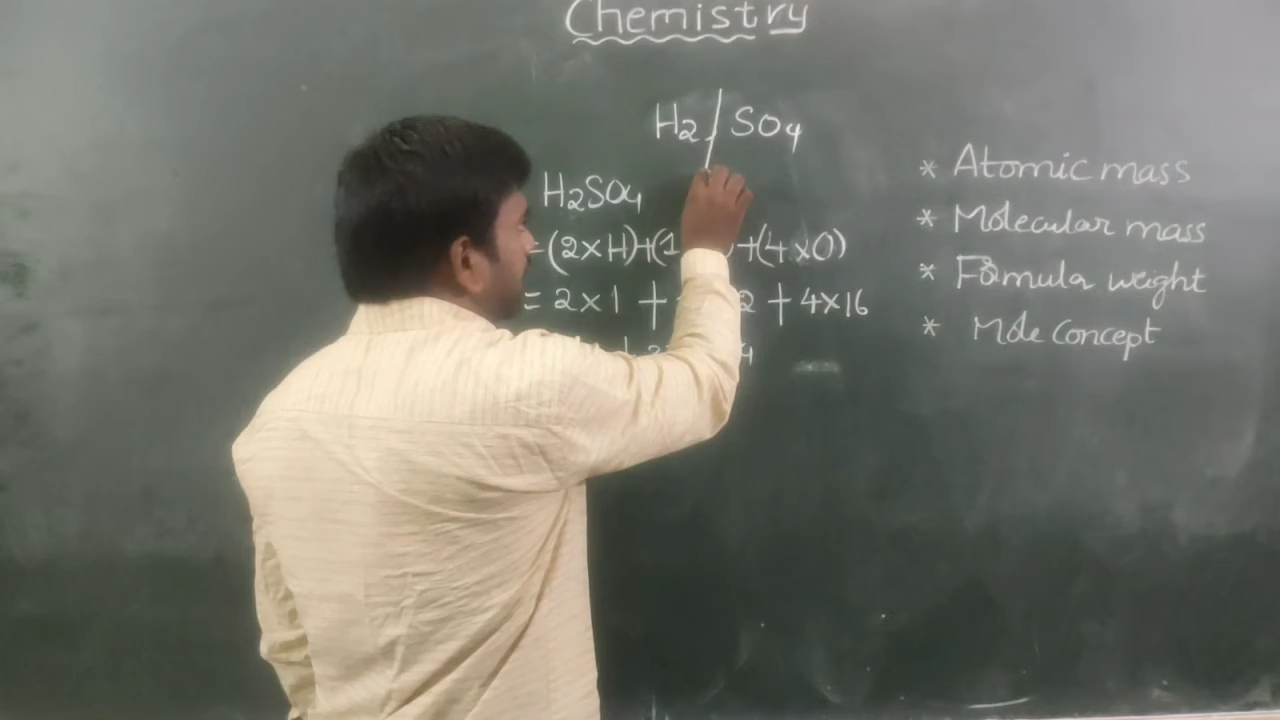 Chemistry
H2/SO4
H2SO4
-(2×H)+(1 +(4×O)
= 2×1 + 2 + 4×16
* Atomic mass
* Molecular mass
* Formula weight
* Mole Concept